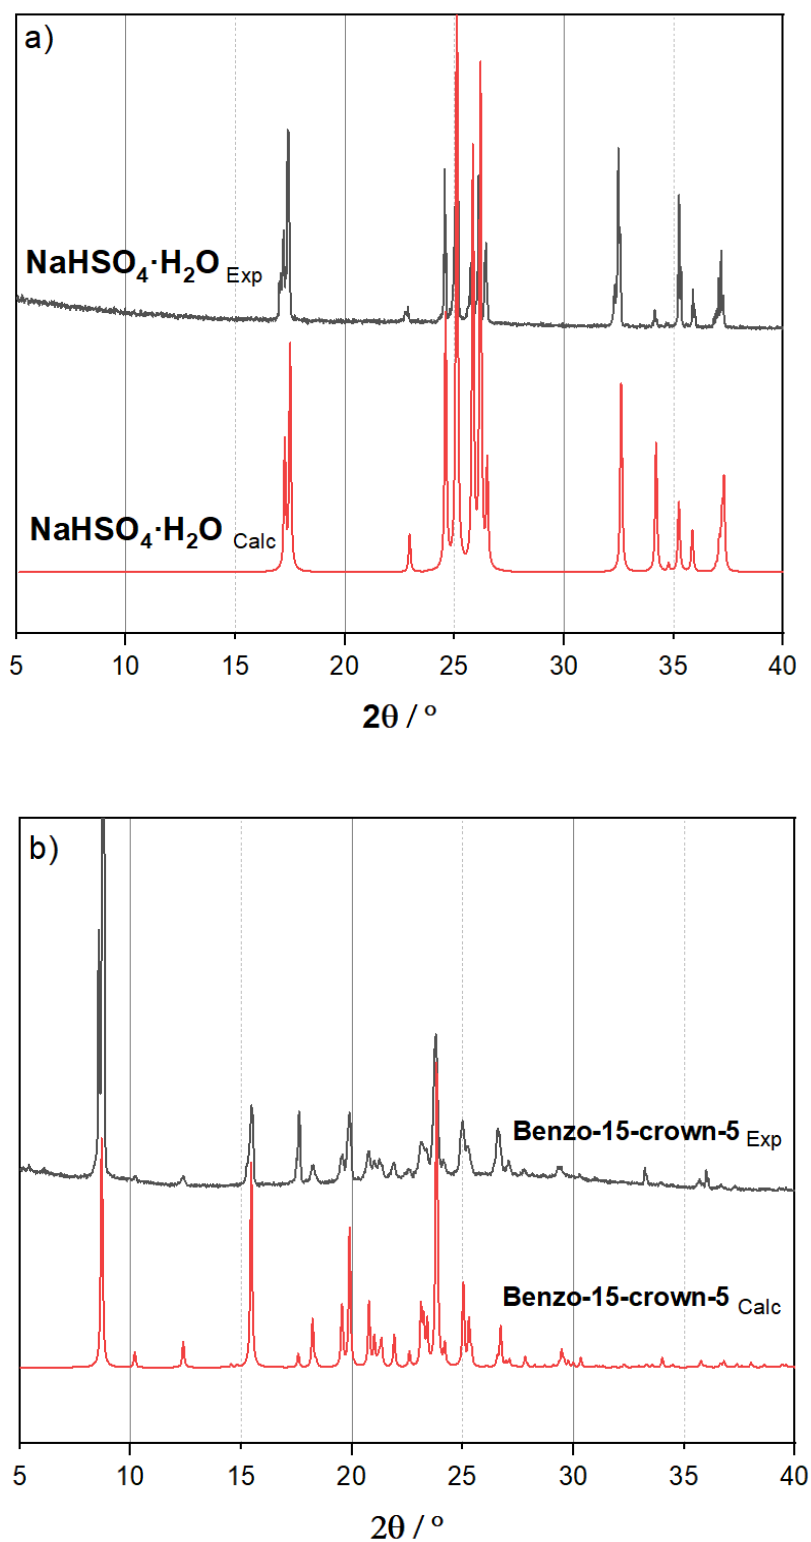 a)
NaHSO₄·H₂O Exp
NaHSO₄·H₂O Calc
5 10 15 20 25 30 35 40
2θ / º
b)
Benzo-15-crown-5 Exp
Benzo-15-crown-5 Calc
5 10 15 20 25 30 35 40
2θ / º